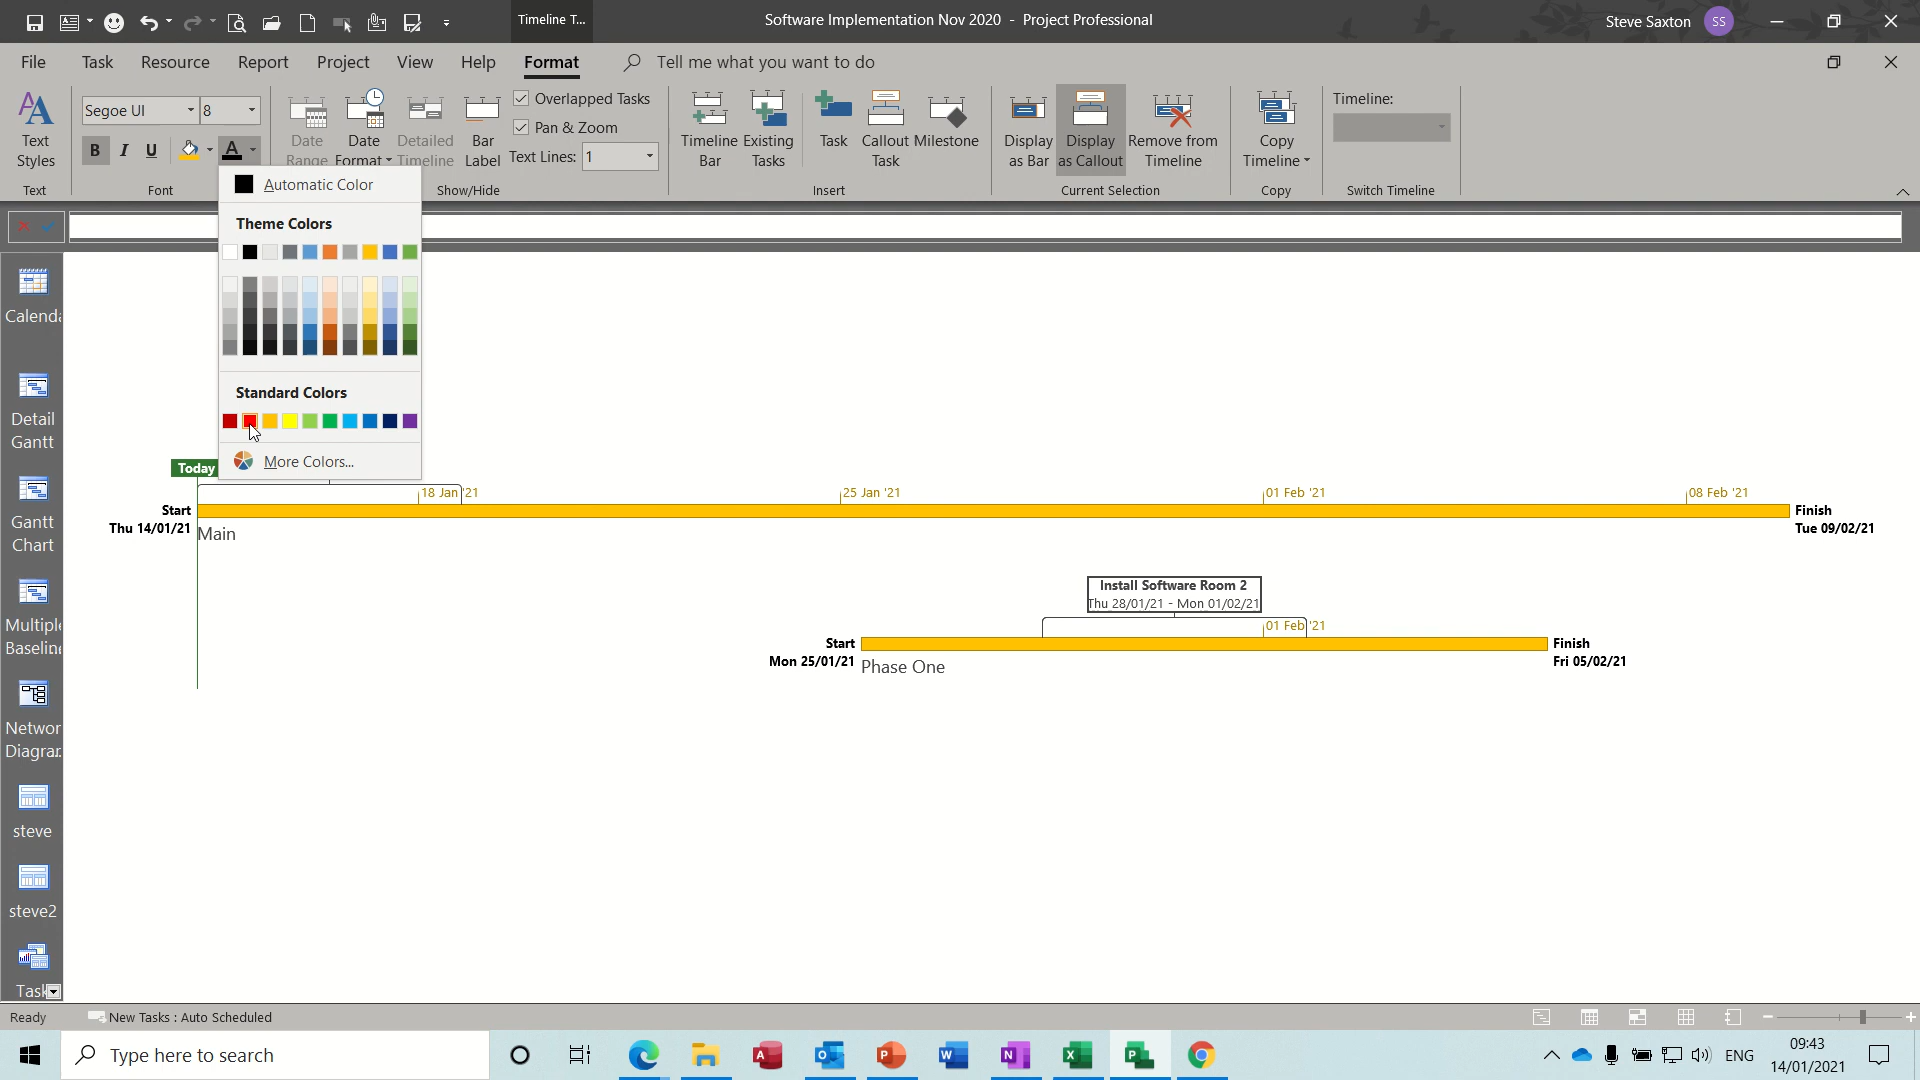 Timeline T...
Software Implementation Nov 2020 - Project Professional
Steve Saxton
SS
File
Task
Resource
Report
Project
View
Help
Format
Tell me what you want to do
Text
Styles
Text
Segoe UI
8
B I U
A
Font
Date
Range
Date
Format
Detailed
Timeline
Bar
Label
Overlapped Tasks
Pan & Zoom
Text Lines: 1
Show/Hide
Timeline
Bar
Existing
Tasks
Task
Callout
Task
Milestone
Insert
Display
as Bar
Display
as Callout
Remove from
Timeline
Current Selection
Copy
Timeline
Copy
Timeline:
Switch Timeline
Automatic Color
Theme Colors
Standard Colors
More Colors...
Calenda
Detail
Gantt
Gantt
Chart
Multiple
Baseline
Networ
Diagra
steve
steve2
Task
Today
18 Jan '21
25 Jan '21
01 Feb '21
08 Feb '21
Start
Thu 14/01/21
Main
Finish
Tue 09/02/21
Install Software Room 2
Thu 28/01/21 - Mon 01/02/21
01 Feb '21
Start
Mon 25/01/21
Phase One
Finish
Fri 05/02/21
Ready
New Tasks : Auto Scheduled
Type here to search
ENG
09:43
14/01/2021